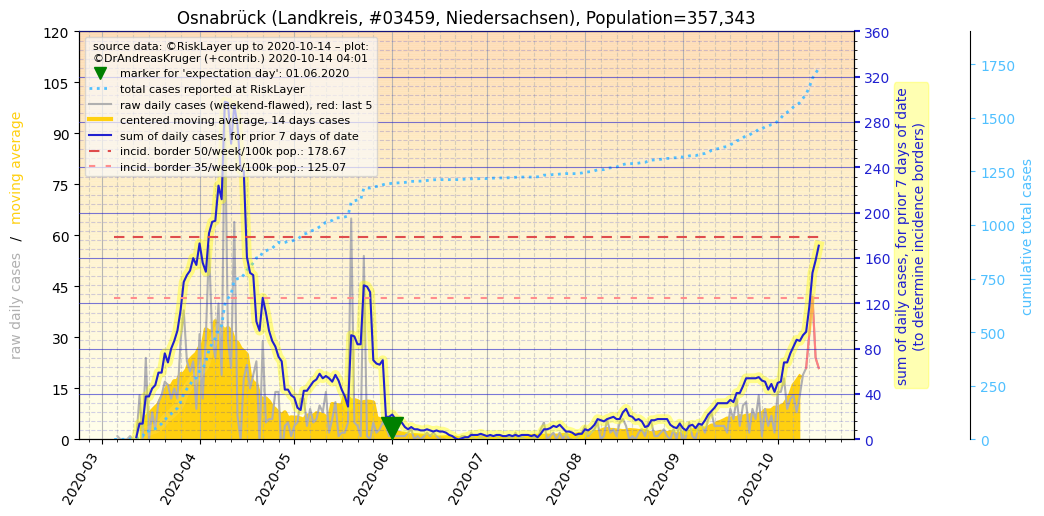 Osnabrück (Landkreis, #03459, Niedersachsen), Population=357,343
source data: ©RiskLayer up to 2020-10-14 – plot:
©DrAndreasKruger (+contrib.) 2020-10-14 04:01
marker for 'expectation day': 01.06.2020
total cases reported at RiskLayer
raw daily cases (weekend-flawed), red: last 5
centered moving average, 14 days cases
sum of daily cases, for prior 7 days of date
incid. border 50/week/100k pop.: 178.67
incid. border 35/week/100k pop.: 125.07
raw daily cases / moving average
120
105
90
75
60
45
30
15
0
2020-03
2020-04
2020-05
2020-06
2020-07
2020-08
2020-09
2020-10
360
320
280
240
200
160
120
80
40
0
sum of daily cases, for prior 7 days of date
(to determine incidence borders)
1750
1500
1250
1000
750
500
250
0
cumulative total cases